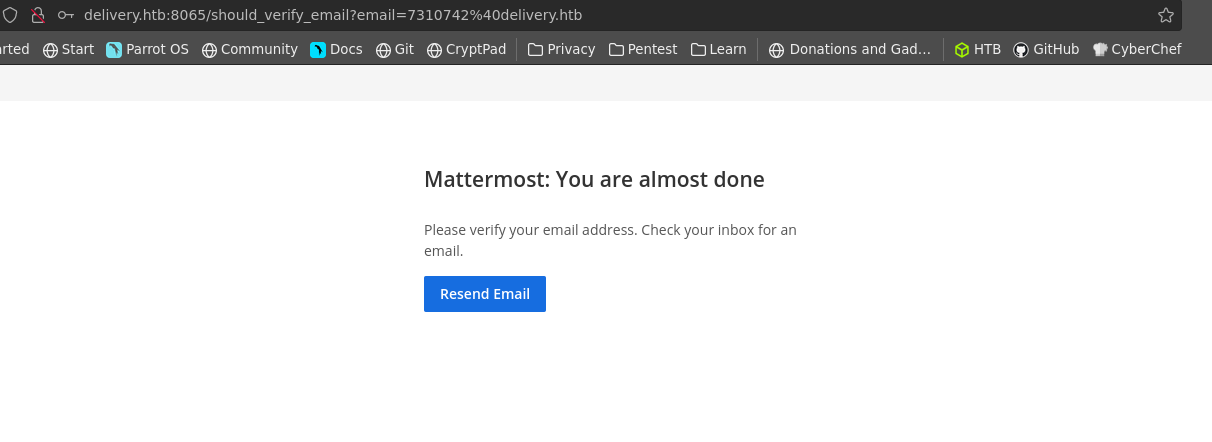 delivery.htb:8065/should_verify_email?email=7310742%40delivery.htb
rted Start Parrot OS Community Docs Git CryptPad Privacy Pentest Learn Donations and Gad... HTB GitHub CyberChef
Mattermost: You are almost done
Please verify your email address. Check your inbox for an
email.
Resend Email